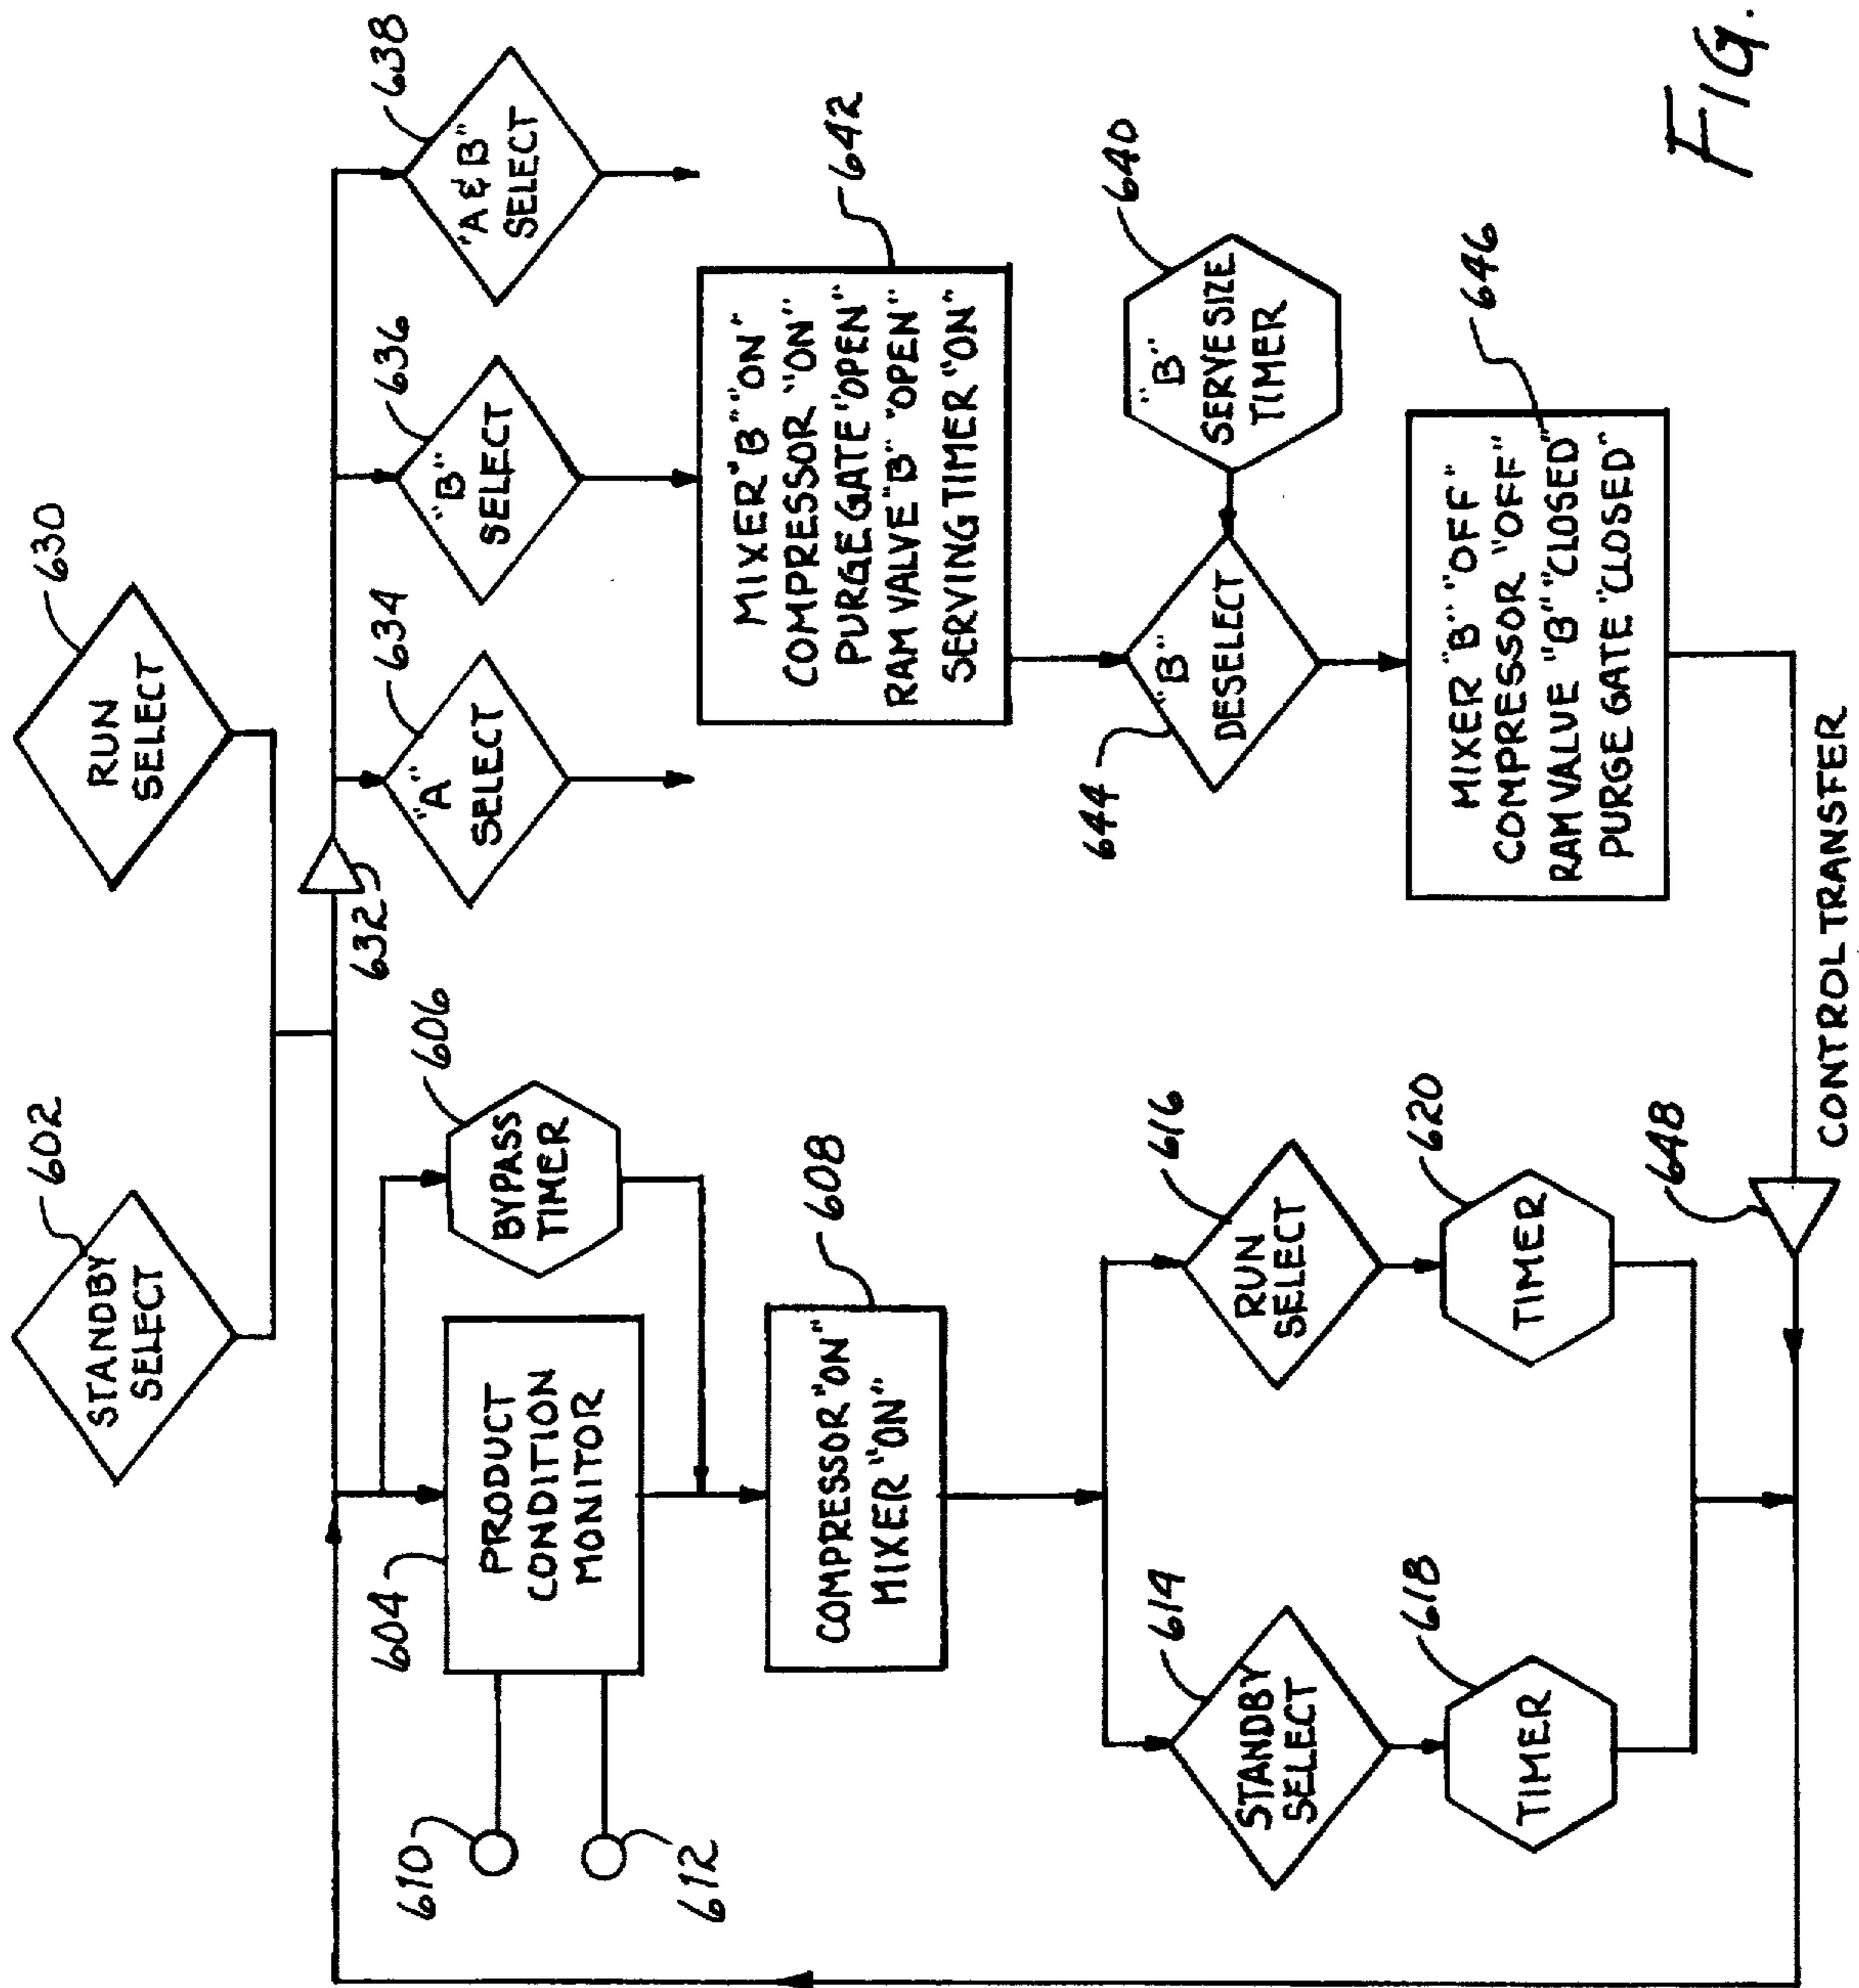 602
STANDBY
SELECT
630
RUN
SELECT
632
604
PRODUCT
CONDITION
MONITOR
606
BYPASS
TIMER
610
612
608
COMPRESSOR "ON"
MIXER "ON"
614
STANDBY
SELECT
616
RUN
SELECT
618
TIMER
620
TIMER
634
"A"
SELECT
636
"B"
SELECT
638
"A & B"
SELECT
642
MIXER "B" "ON"
COMPRESSOR "ON"
PURGE GATE "OPEN"
RAM VALVE "B" "OPEN"
SERVING TIMER "ON"
644
"B"
DESELECT
640
"B"
SERVE SIZE
TIMER
646
MIXER "B" "OFF"
COMPRESSOR "OFF"
RAM VALVE "B" "CLOSED"
PURGE GATE "CLOSED"
648
CONTROL TRANSFER
FIG.